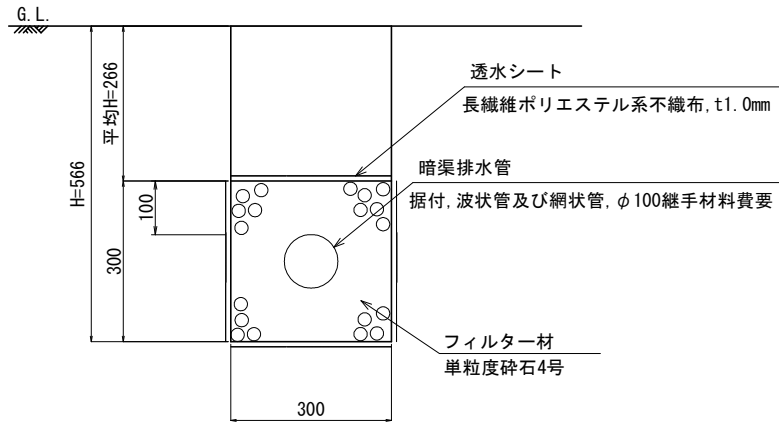 G.L.
透水シート
長繊維ポリエステル系不織布,t1.0mm
平均H=266
H=566
暗渠排水管
据付,波状管及び網状管,φ100継手材料費要
100
300
フィルター材
単粒度砕石4号
300